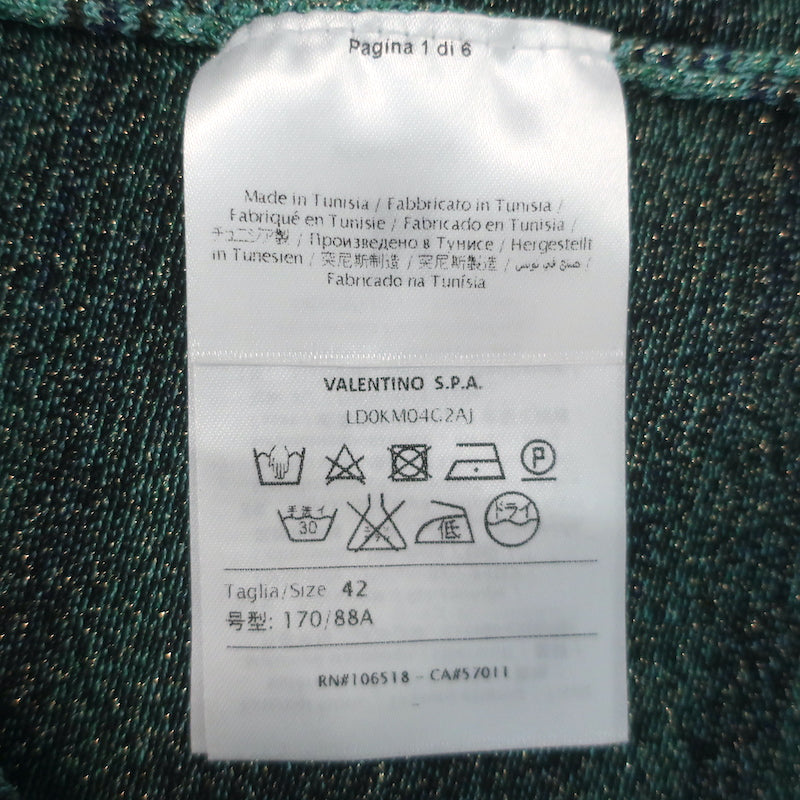 Pagina 1 di 6
Made in Tunisia / Fabbricato in Tunisia /
Fabriqué en Tunisie / Fabricado en Tunisia /
チュニジア製 / Произведено в Тунисе / Hergestellt
in Tunesien / 突尼斯制造 / 突尼斯製造 / صنع في تونس /
Fabricado na Tunísia
VALENTINO S.P.A.
LD0KM04C2AJ
P
手洗イ
30
低
ドライ
Taglia/Size 42
号型: 170/88A
RN#106518 - CA#57011